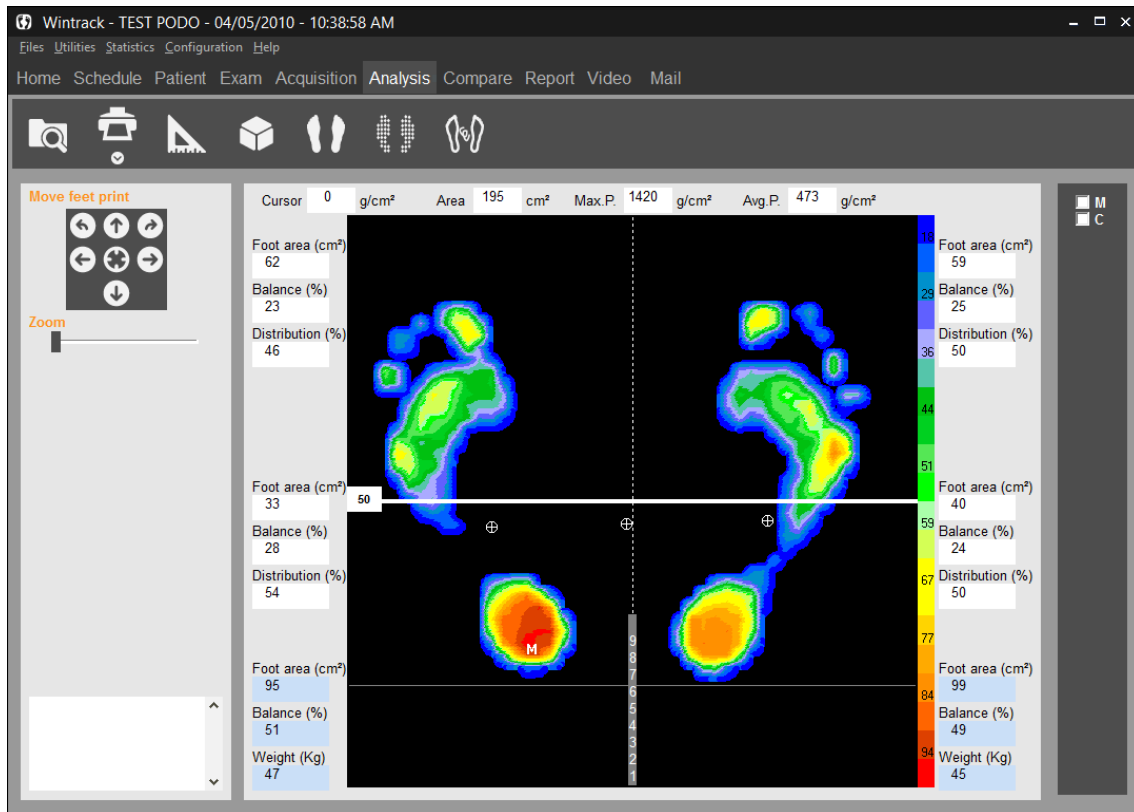 Wintrack - TEST PODO - 04/05/2010 - 10:38:58 AM
Files Utilities Statistics Configuration Help
Home Schedule Patient Exam Acquisition Analysis Compare Report Video Mail
Move feet print
Zoom
Cursor 0 g/cm² Area 195 cm² Max.P. 1420 g/cm² Avg.P. 473 g/cm²
Foot area (cm²)
62
Balance (%)
23
Distribution (%)
46
Foot area (cm²)
33
Balance (%)
28
Distribution (%)
54
Foot area (cm²)
95
Balance (%)
51
Weight (Kg)
47
50
M
9
8
7
6
5
4
3
2
1
18
29
36
44
51
59
67
77
84
94
Foot area (cm²)
59
Balance (%)
25
Distribution (%)
50
Foot area (cm²)
40
Balance (%)
24
Distribution (%)
50
Foot area (cm²)
99
Balance (%)
49
Weight (Kg)
45
M
C